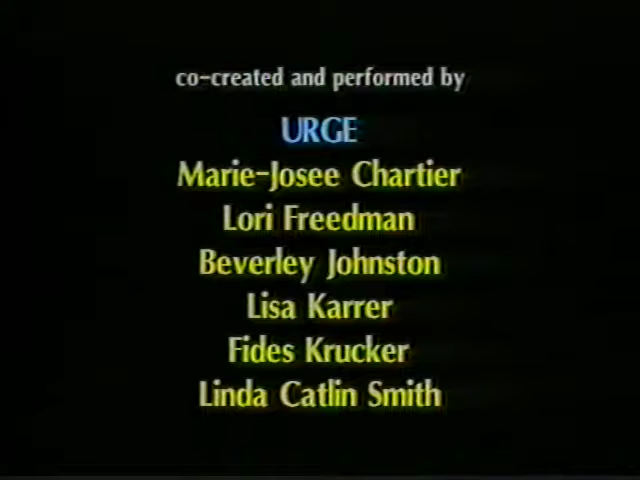 co-created and performed by
URGE
Marie-Josee Chartier
Lori Freedman
Beverley Johnston
Lisa Karrer
Fides Krucker
Linda Catlin Smith